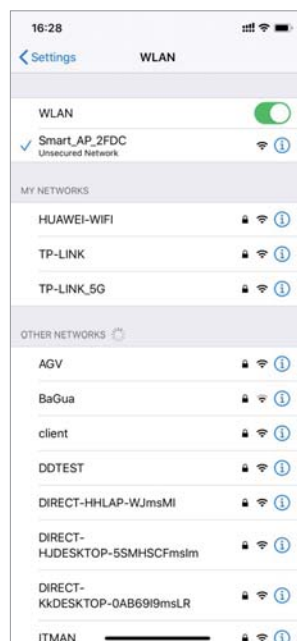 16:28
Settings
WLAN
WLAN
Smart_AP_2FDC
Unsecured Network
MY NETWORKS
HUAWEI-WIFI
TP-LINK
TP-LINK_5G
OTHER NETWORKS
AGV
BaGua
client
DDTEST
DIRECT-HHLAP-WJmsMI
DIRECT-
HJDESKTOP-5SMHSCFmslm
DIRECT-
KkDESKTOP-0AB69I9msLR
ITMAN